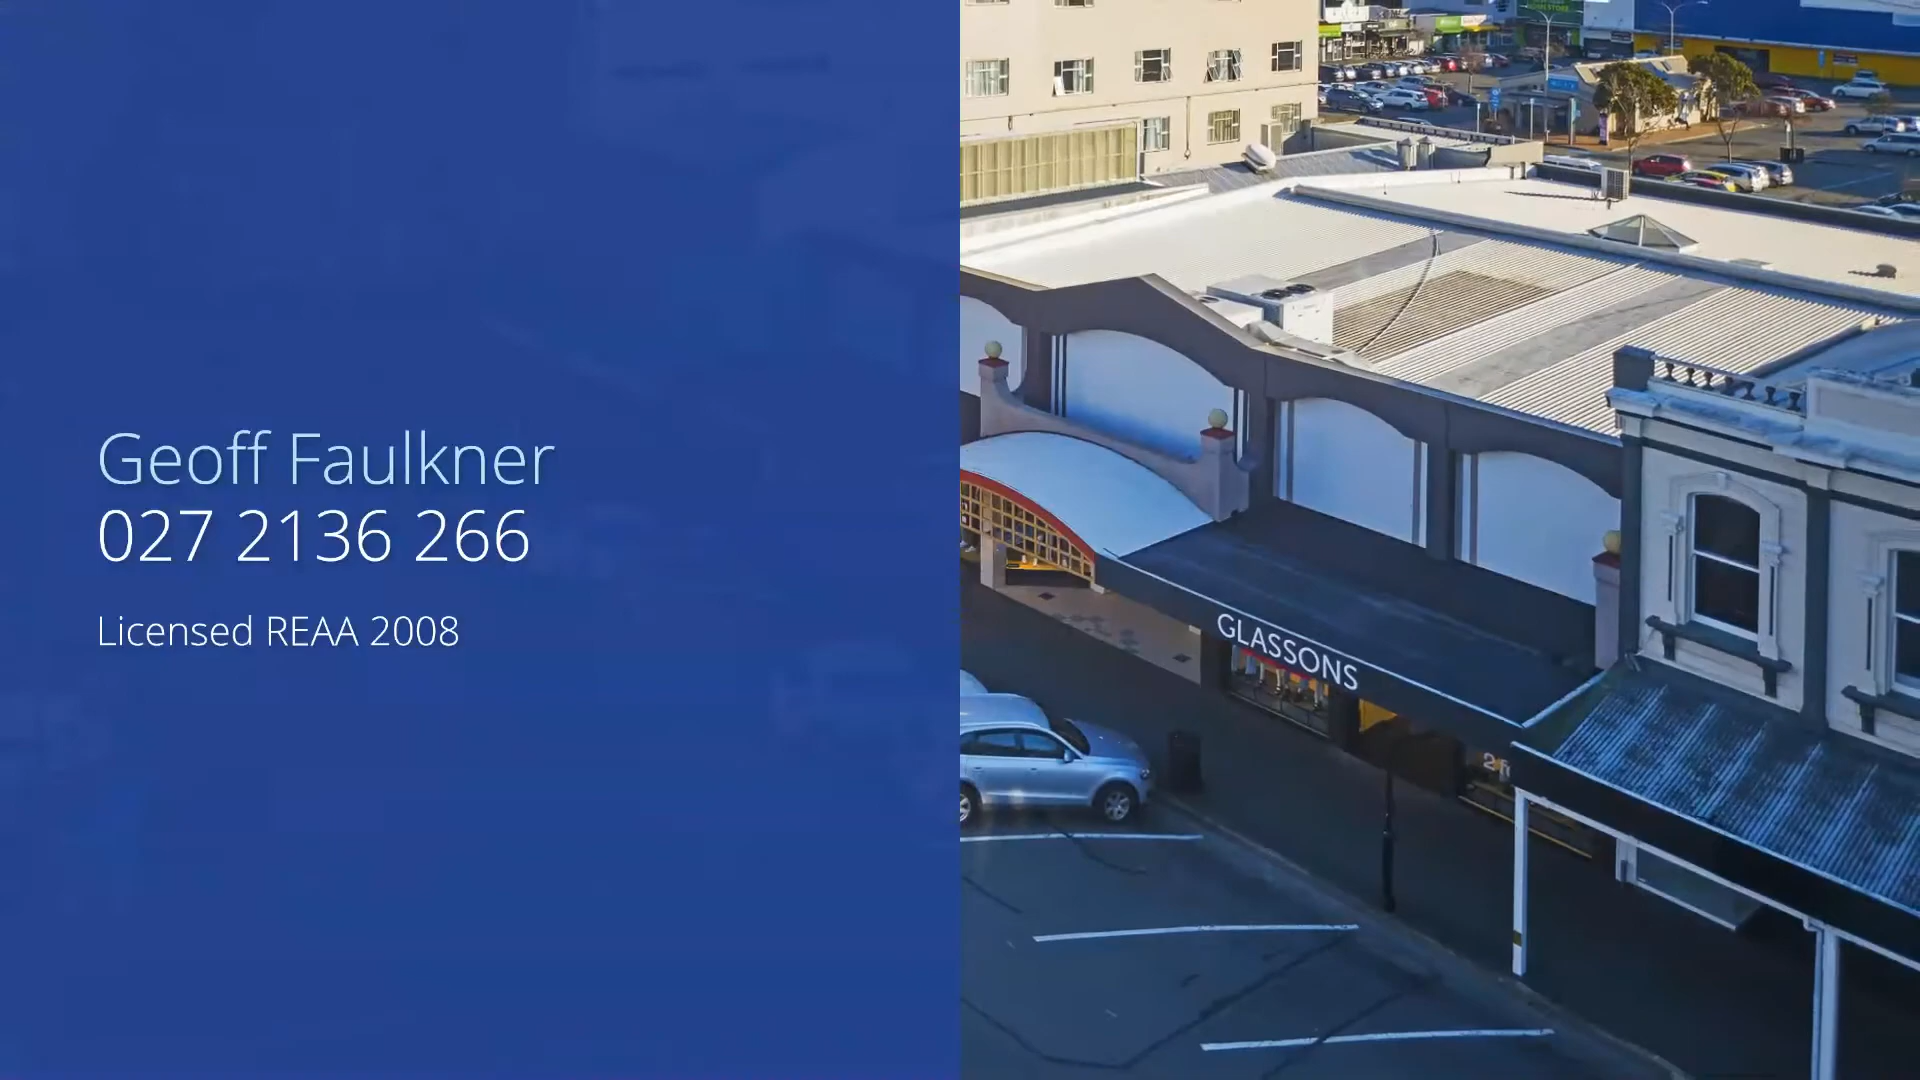 Geoff Faulkner
027 2136 266
Licensed REAA 2008
GLASSONS